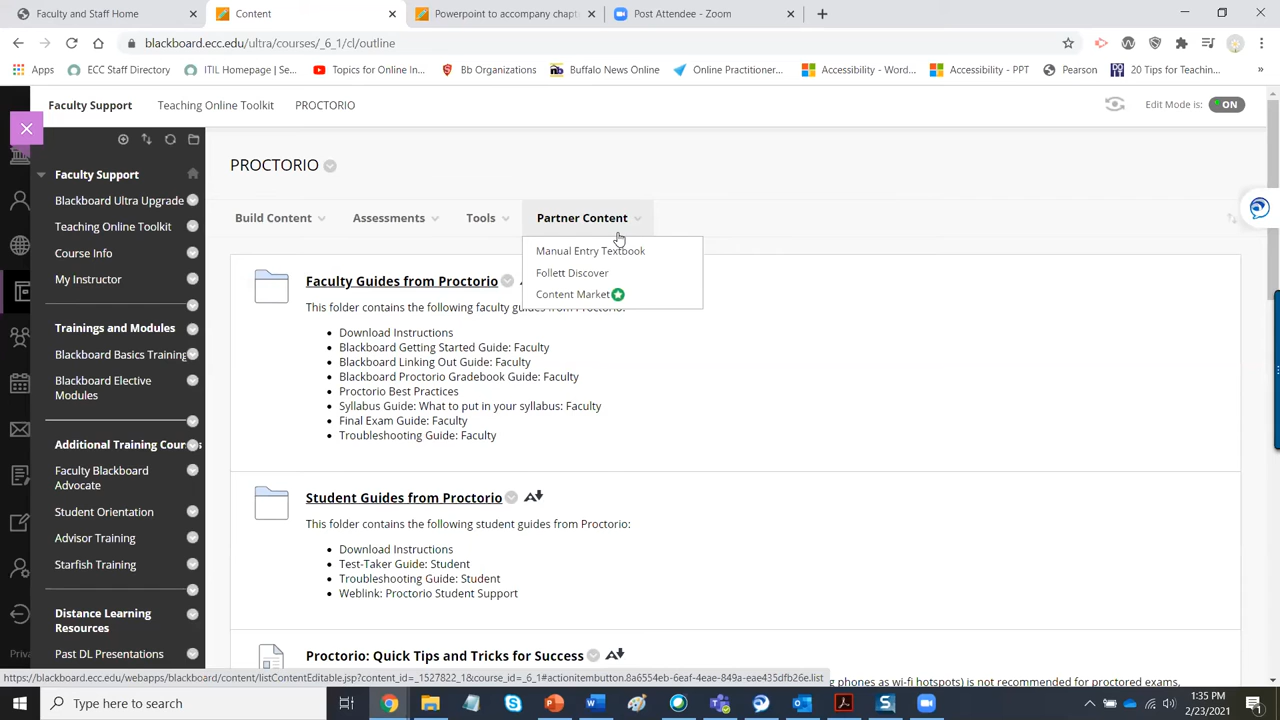 Faculty and Staff Home
Content
Powerpoint to accompany chapt
Post Attendee - Zoom
blackboard.ecc.edu/ultra/courses/_6_1/cl/outline
Apps
ECC Staff Directory
ITIL Homepage | Se...
Topics for Online In...
Bb Organizations
Buffalo News Online
Online Practitioner...
Accessibility - Word...
Accessibility - PPT
Pearson
20 Tips for Teachin...
Faculty Support
Teaching Online Toolkit
PROCTORIO
Edit Mode is:
ON
Faculty Support
Blackboard Ultra Upgrade
Teaching Online Toolkit
Course Info
My Instructor
Trainings and Modules
Blackboard Basics Training
Blackboard Elective
Modules
Additional Training Courses
Faculty Blackboard
Advocate
Student Orientation
Advisor Training
Starfish Training
Distance Learning
Resources
Past DL Presentations
Priva
PROCTORIO
Build Content
Assessments
Tools
Partner Content
Manual Entry Textbook
Follett Discover
Content Market
Faculty Guides from Proctorio
This folder contains the following faculty guides from Proctorio:
Download Instructions
Blackboard Getting Started Guide: Faculty
Blackboard Linking Out Guide: Faculty
Blackboard Proctorio Gradebook Guide: Faculty
Proctorio Best Practices
Syllabus Guide: What to put in your syllabus: Faculty
Final Exam Guide: Faculty
Troubleshooting Guide: Faculty
Student Guides from Proctorio
This folder contains the following student guides from Proctorio:
Download Instructions
Test-Taker Guide: Student
Troubleshooting Guide: Student
Weblink: Proctorio Student Support
Proctorio: Quick Tips and Tricks for Success
ing phones as wi-fi hotspots) is not recommended for proctored exams,
https://blackboard.ecc.edu/webapps/blackboard/content/listContentEditable.jsp?content_id=_1527822_1&course_id=_6_1#actionitembutton.8a6554eb-6eaf-4eae-849a-eae435dfb26e.list
Type here to search
1:35 PM
2/23/2021